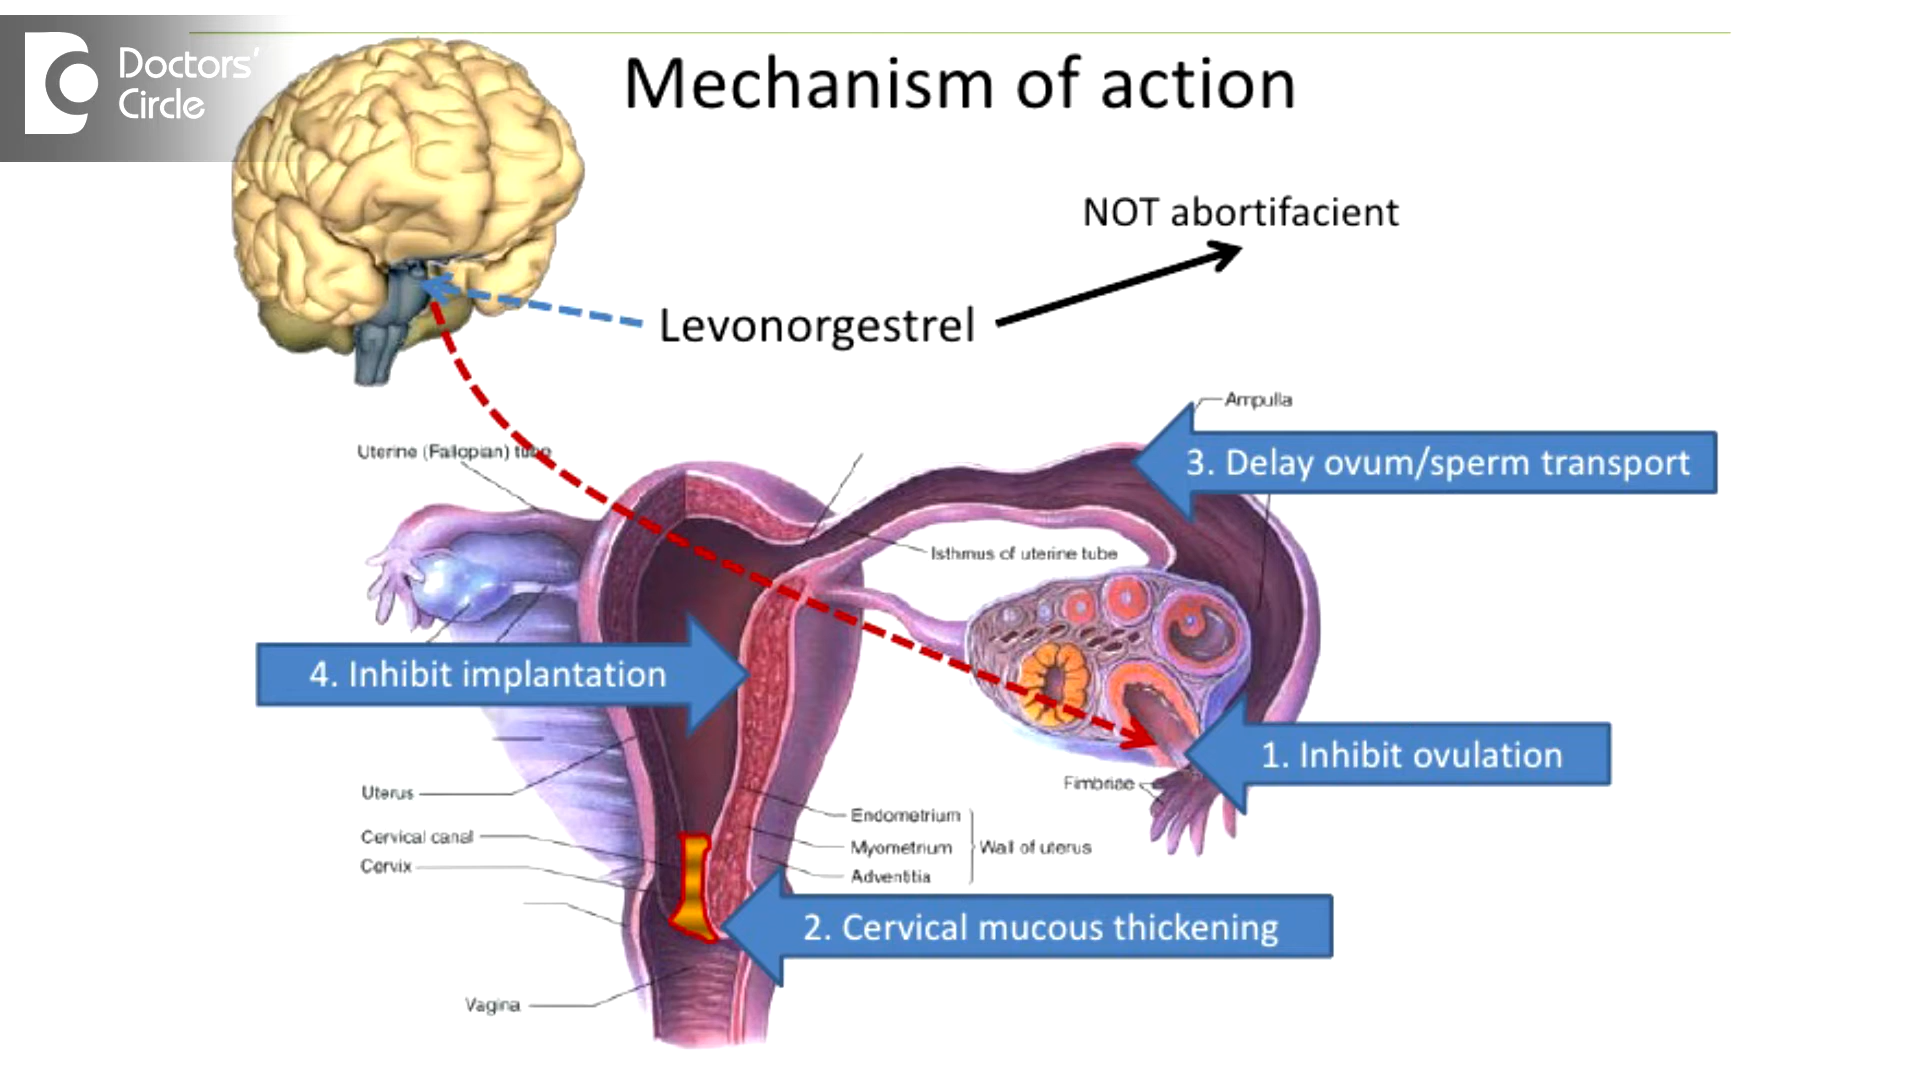 Doctors'
Circle
Mechanism of action
NOT abortifacient
Levonorgestrel
Ampulla
Uterine (Fallopian) tube
3. Delay ovum/sperm transport
Isthmus of uterine tube
4. Inhibit implantation
1. Inhibit ovulation
Fimbriae
Uterus
Endometrium
Cervical canal
Myometrium
Wall of uterus
Cervix
Adventitia
2. Cervical mucous thickening
Vagina